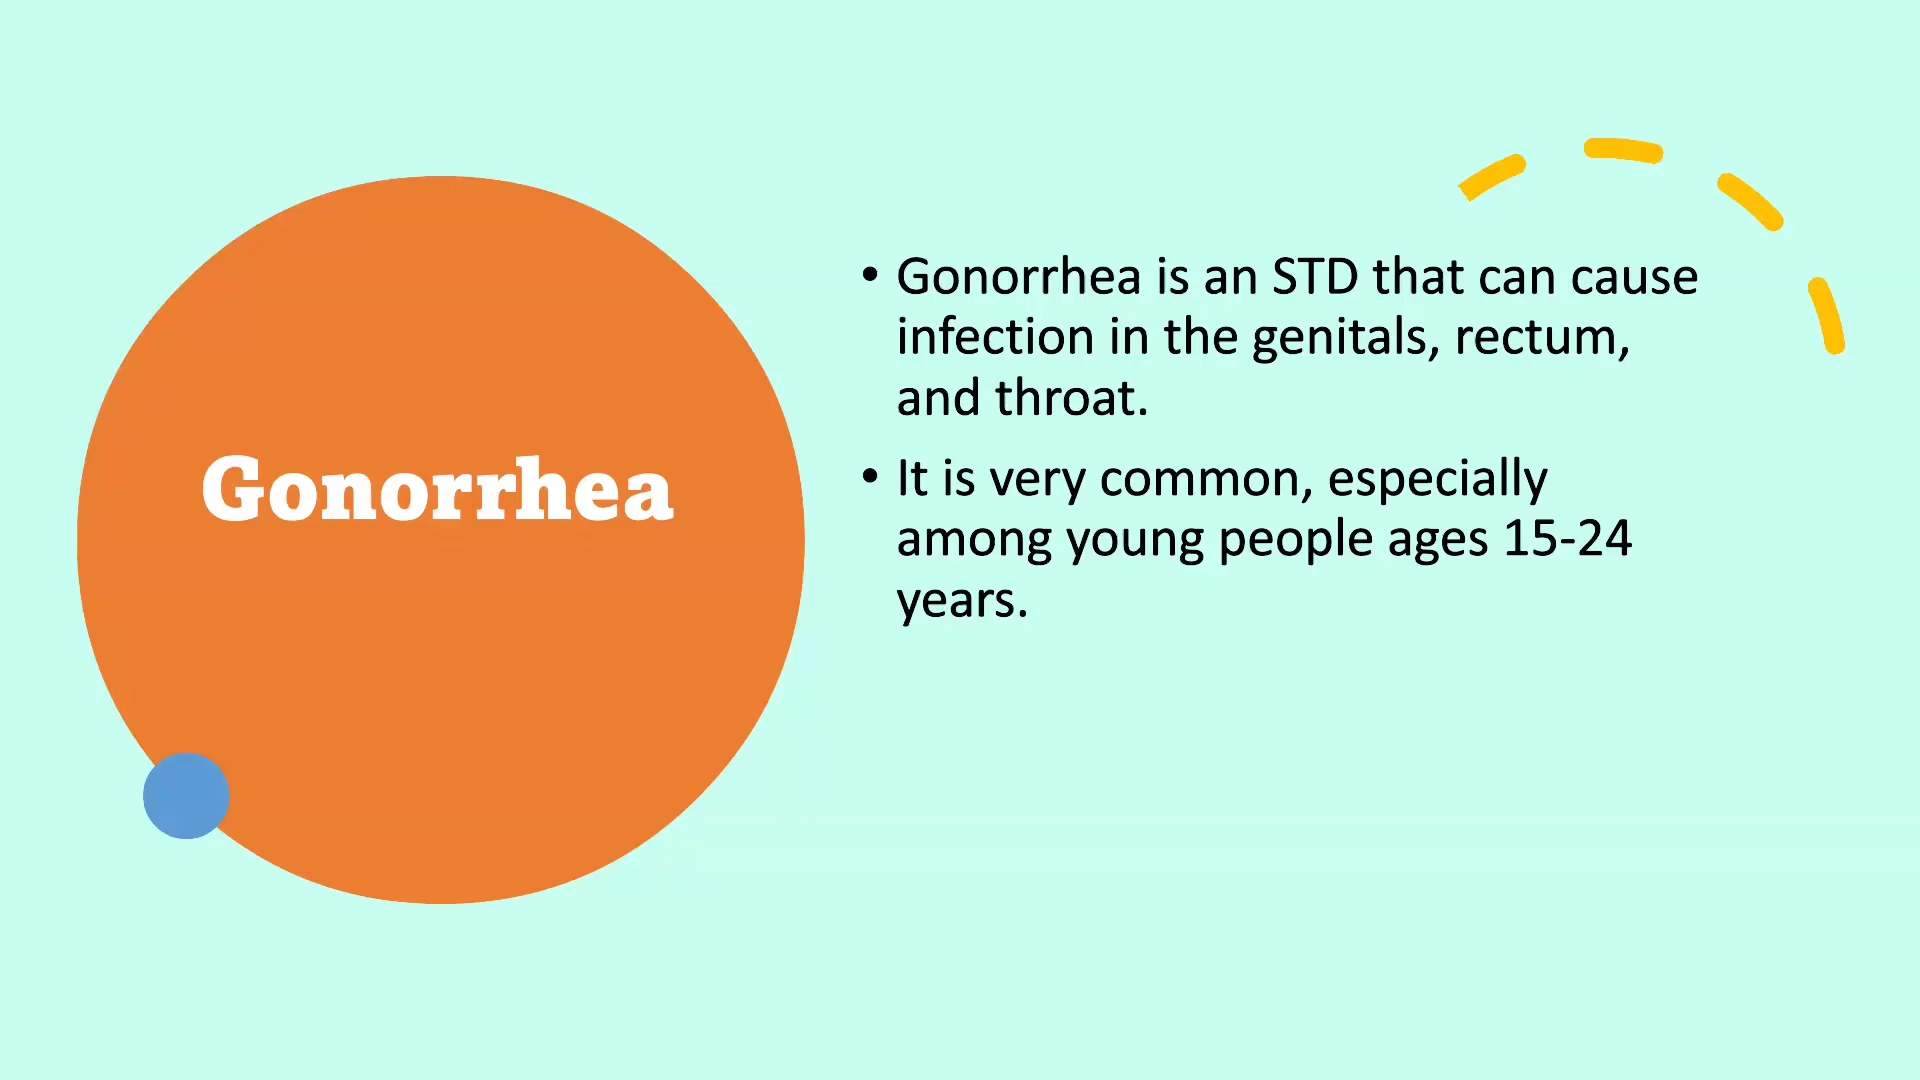 Gonorrhea
• Gonorrhea is an STD that can cause
infection in the genitals, rectum,
and throat.
• It is very common, especially
among young people ages 15-24
years.